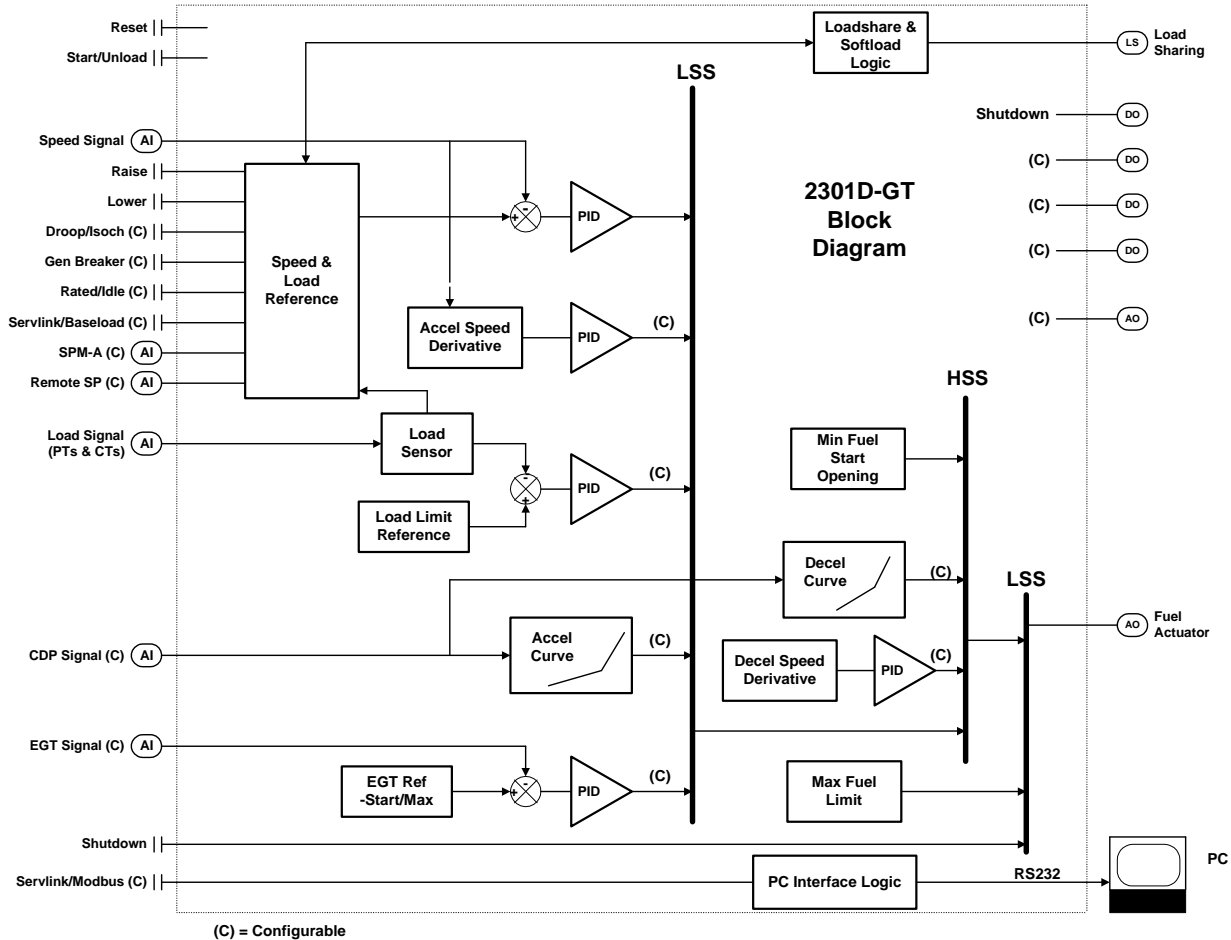 Reset
Start/Unload
Loadshare &
Softload
Logic
LS
Load
Sharing
LSS
Speed Signal
AI
Shutdown
DO
Raise
(C)
DO
Lower
(C)
DO
Droop/Isoch (C)
Gen Breaker (C)
(C)
DO
Rated/Idle (C)
Servlink/Baseload (C)
(C)
AO
SPM-A (C)
AI
Remote SP (C)
AI
Speed &
Load
Reference
-
+
PID
2301D-GT
Block
Diagram
Accel Speed
Derivative
PID
(C)
Load Signal
(PTs & CTs)
AI
Load
Sensor
-
+
PID
(C)
Load Limit
Reference
HSS
Min Fuel
Start
Opening
Decel
Curve
(C)
LSS
CDP Signal (C)
AI
Accel
Curve
(C)
Decel Speed
Derivative
PID
(C)
AO
Fuel
Actuator
EGT Signal (C)
AI
EGT Ref
-Start/Max
+
-
PID
(C)
Max Fuel
Limit
Shutdown
Servlink/Modbus (C)
PC Interface Logic
RS232
PC
(C) = Configurable